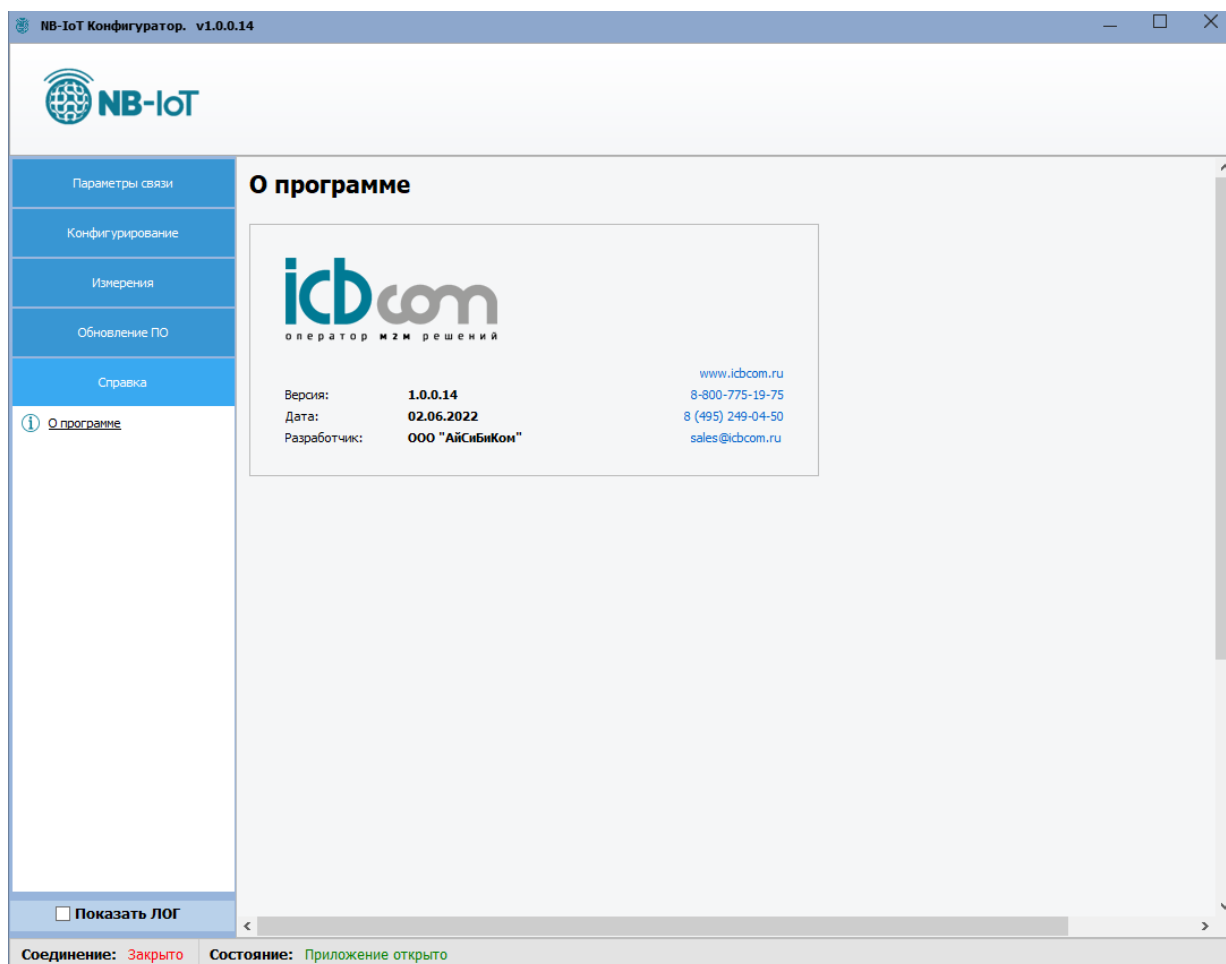 NB-IoT Конфигуратор. v1.0.0.14
NB-IoT
Параметры связи
Конфигурирование
Измерения
Обновление ПО
Справка
О программе
О программе
icbcom
оператор м2м решений
www.icbcom.ru
Версия: 1.0.0.14 8-800-775-19-75
Дата: 02.06.2022 8 (495) 249-04-50
Разработчик: ООО "АйСиБиКом" sales@icbcom.ru
Показать ЛОГ
Соединение: Закрыто Состояние: Приложение открыто